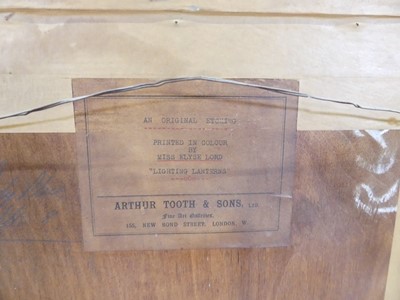 AN ORIGINAL ETCHING
PRINTED IN COLOUR
BY
MISS ELYSE LORD
"LIGHTING LANTERNS"
ARTHUR TOOTH & SONS, LTD
Fine Art Galleries,
155, NEW BOND STREET, LONDON, W.